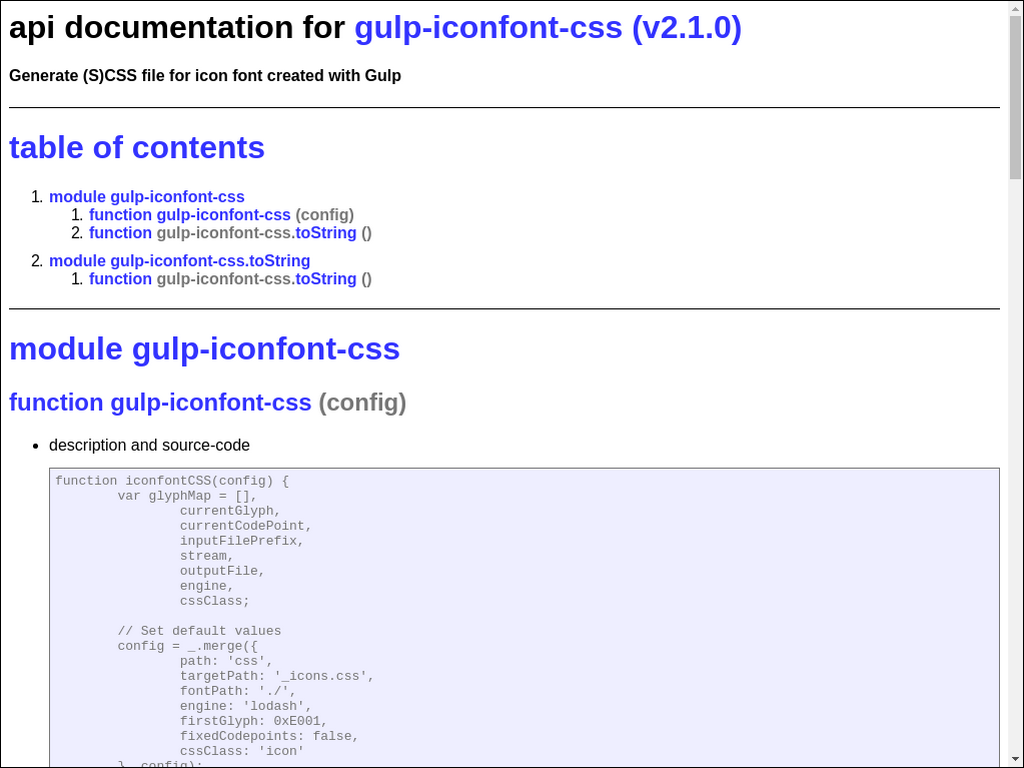 api documentation for gulp-iconfont-css (v2.1.0)
Generate (S)CSS file for icon font created with Gulp
table of contents
1. module gulp-iconfont-css
1. function gulp-iconfont-css (config)
2. function gulp-iconfont-css.toString ()
2. module gulp-iconfont-css.toString
1. function gulp-iconfont-css.toString ()
module gulp-iconfont-css
function gulp-iconfont-css (config)
• description and source-code
function iconfontCSS(config) {
var glyphMap = [],
currentGlyph,
currentCodePoint,
inputFilePrefix,
stream,
outputFile,
engine,
cssClass;
// Set default values
config = _.merge({
path: 'css',
targetPath: '_icons.css',
fontPath: './',
engine: 'lodash',
firstGlyph: 0xE001,
fixedCodepoints: false,
cssClass: 'icon'
}, config);